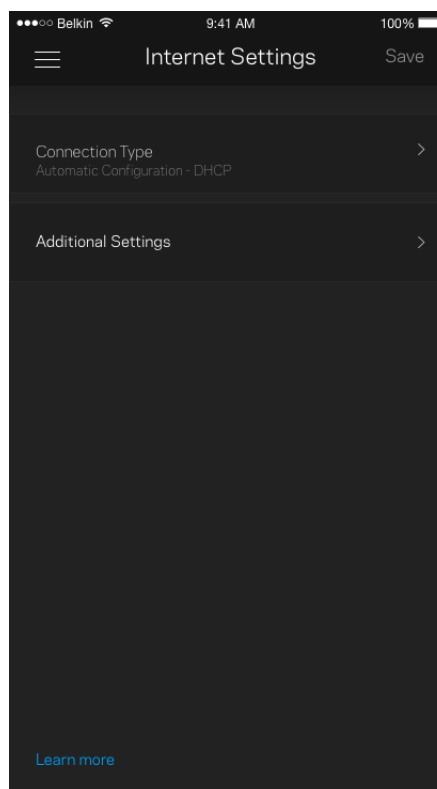 Belkin 9:41 AM 100%
Internet Settings Save
Connection Type
Automatic Configuration - DHCP
Additional Settings
Learn more